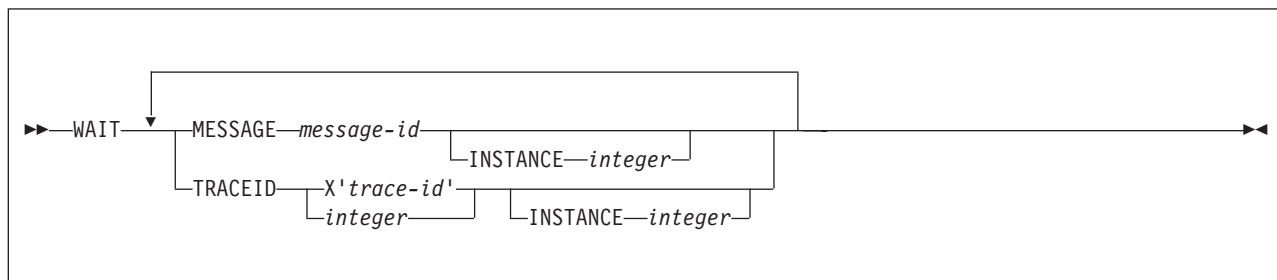 WAIT MESSAGE message-id
INSTANCE integer
TRACEID X'trace-id'
integer
INSTANCE integer